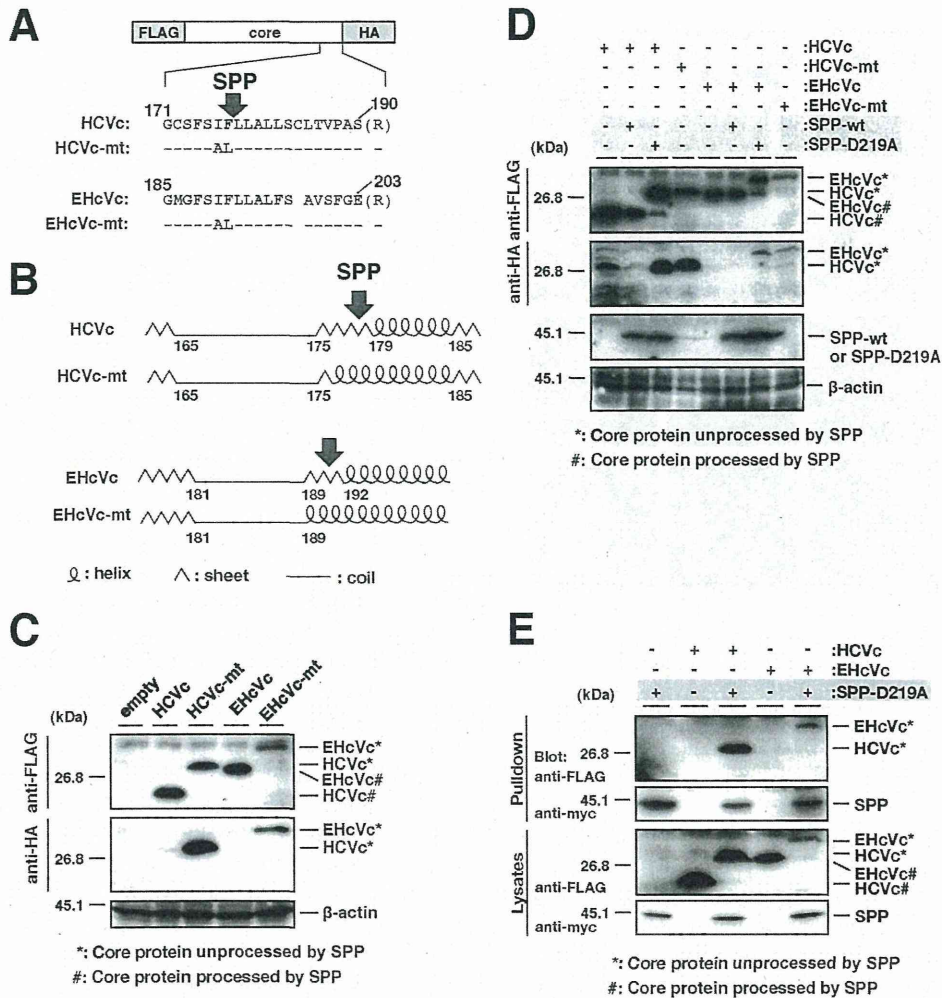 A
FLAG core HA
SPP
171 190
HCVc: GCSFSIFLLALLSCLTVPAS(R)
HCVc-mt: -----AL------------- -
185 203
EHcVc: GMGFSIFLLALFS AVSFGE(R)
EHcVc-mt: -----AL------ ------ -
B
SPP
HCVc
165 175 179 185
HCVc-mt
165 175 185
EHcVc
181 189 192
EHcVc-mt
181 189
: helix : sheet : coil
C
empty HCVc HCVc-mt EHcVc EHcVc-mt
(kDa)
anti-FLAG
26.8
EHcVc*
HCVc*
EHcVc#
HCVc#
anti-HA
26.8
EHcVc*
HCVc*
45.1
β-actin
*: Core protein unprocessed by SPP
#: Core protein processed by SPP
D
+ + + - - - - - :HCVc
- - - + - - - - :HCVc-mt
- - - - + + + - :EHcVc
- - - - - - - + :EHcVc-mt
- + - - - + - - :SPP-wt
- - + - - - + - :SPP-D219A
(kDa)
anti-FLAG
26.8
EHcVc*
HCVc*
EHcVc#
HCVc#
anti-HA
26.8
EHcVc*
HCVc*
45.1
SPP-wt
or SPP-D219A
45.1
β-actin
*: Core protein unprocessed by SPP
#: Core protein processed by SPP
E
- + + - - :HCVc
- - - + + :EHcVc
+ - + - + :SPP-D219A
(kDa)
Pulldown
Blot: 26.8
anti-FLAG
EHcVc*
HCVc*
45.1
anti-myc
SPP
Lysates
26.8
anti-FLAG
EHcVc*
HCVc*
EHcVc#
HCVc#
45.1
anti-myc
SPP
*: Core protein unprocessed by SPP
#: Core protein processed by SPP